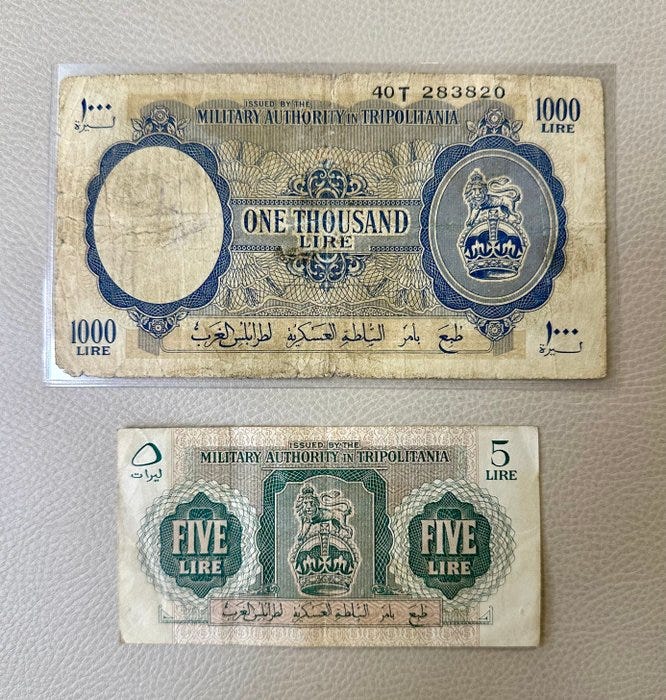 40T 283820
ISSUED BY THE
MILITARY AUTHORITY IN TRIPOLITANIA
١٠٠٠
ليرة
1000
LIRE
ONE THOUSAND
LIRE
1000
LIRE
طبع بامر السلطة العسكرية لطرابلس الغرب
١٠٠٠
ليرة
ISSUED BY THE
MILITARY AUTHORITY IN TRIPOLITANIA
٥
ليرات
5
LIRE
FIVE
LIRE
FIVE
LIRE
طبع بامر السلطة العسكرية لطرابلس الغرب